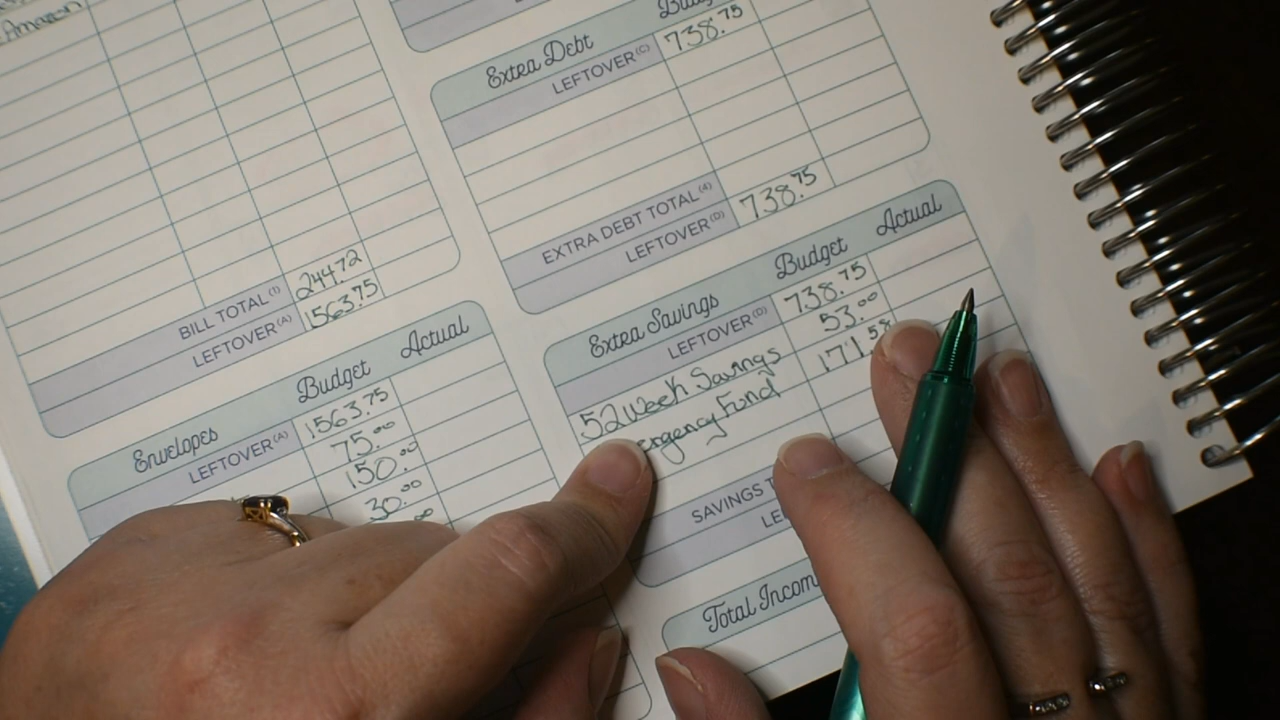 Amazon
BILL TOTAL (1) 244.72
LEFTOVER (A) 1563.75
Envelopes Budget Actual
LEFTOVER (A) 1563.75
75.00
150.00
30.00
Extra Debt
LEFTOVER (C) 738.75
EXTRA DEBT TOTAL (4)
LEFTOVER (D) 738.75
Extra Savings Budget Actual
LEFTOVER (D) 738.75
52 Week Savings 53.00
ergency Fund 171.58
SAVINGS T
LE
Total Incom